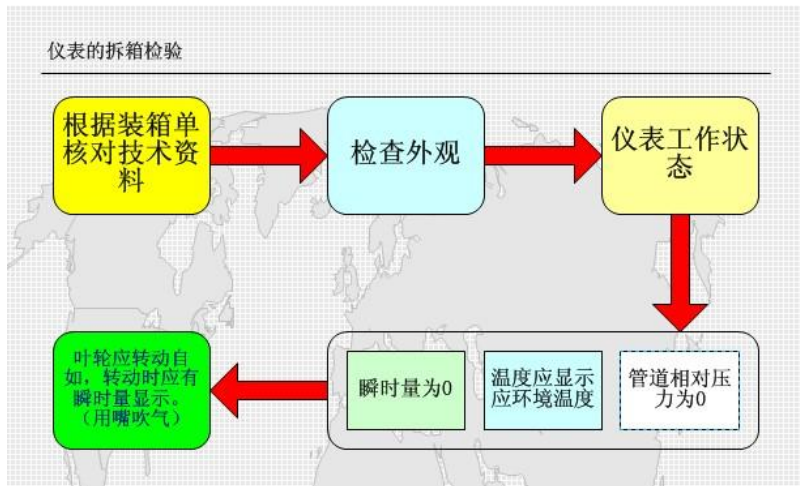 仪表的拆箱检验
根据装箱单
核对技术资
料
检查外观
仪表工作状
态
叶轮应转动自
如，转动时应有
瞬时量显示。
（用嘴吹气）
瞬时量为0
温度应显示
应环境温度
管道相对压
力为0